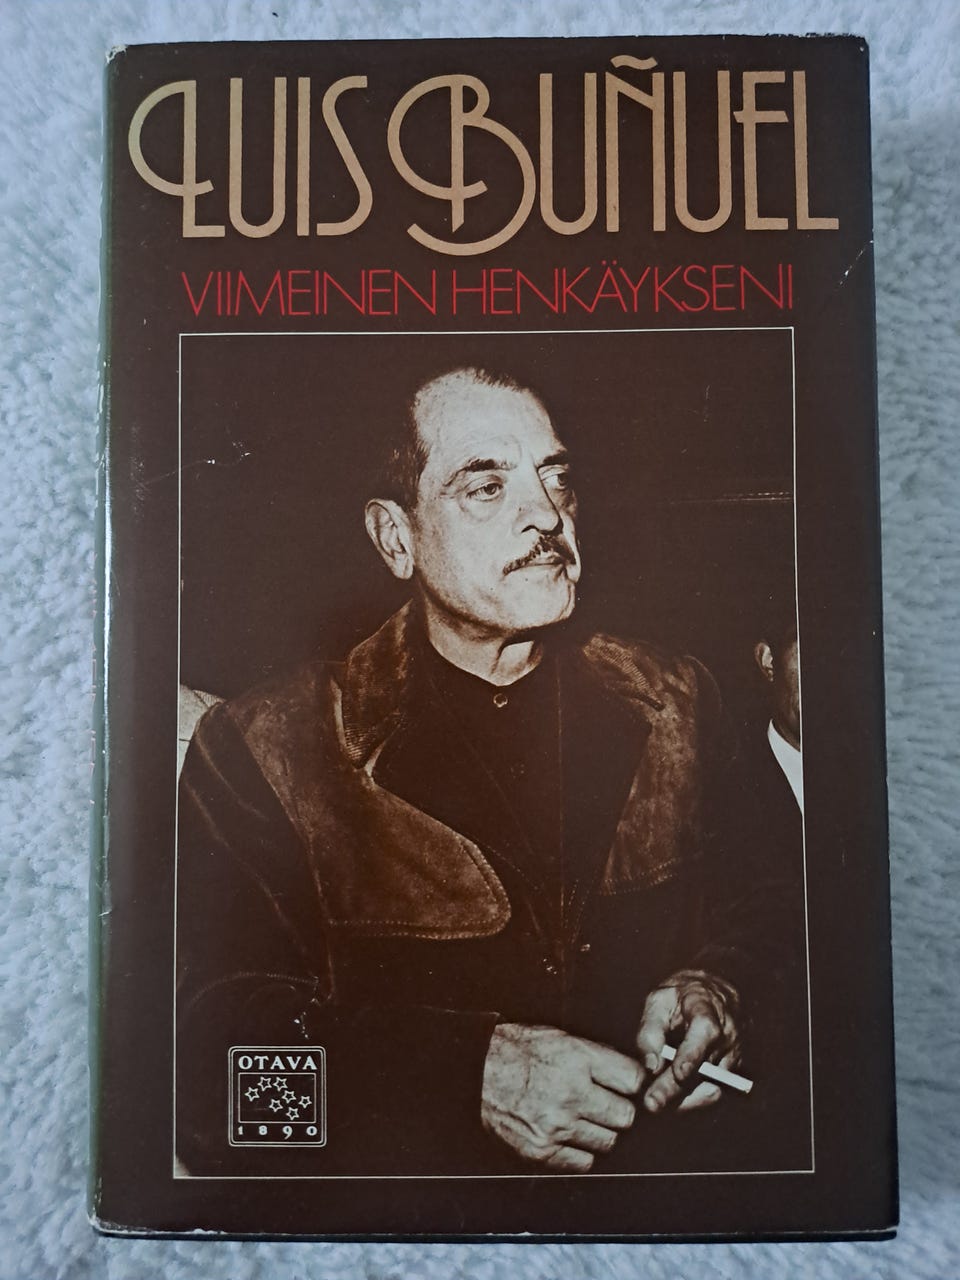 LUIS BUÑUEL
VIIMEINEN HENKÄYKSENI
OTAVA
1890